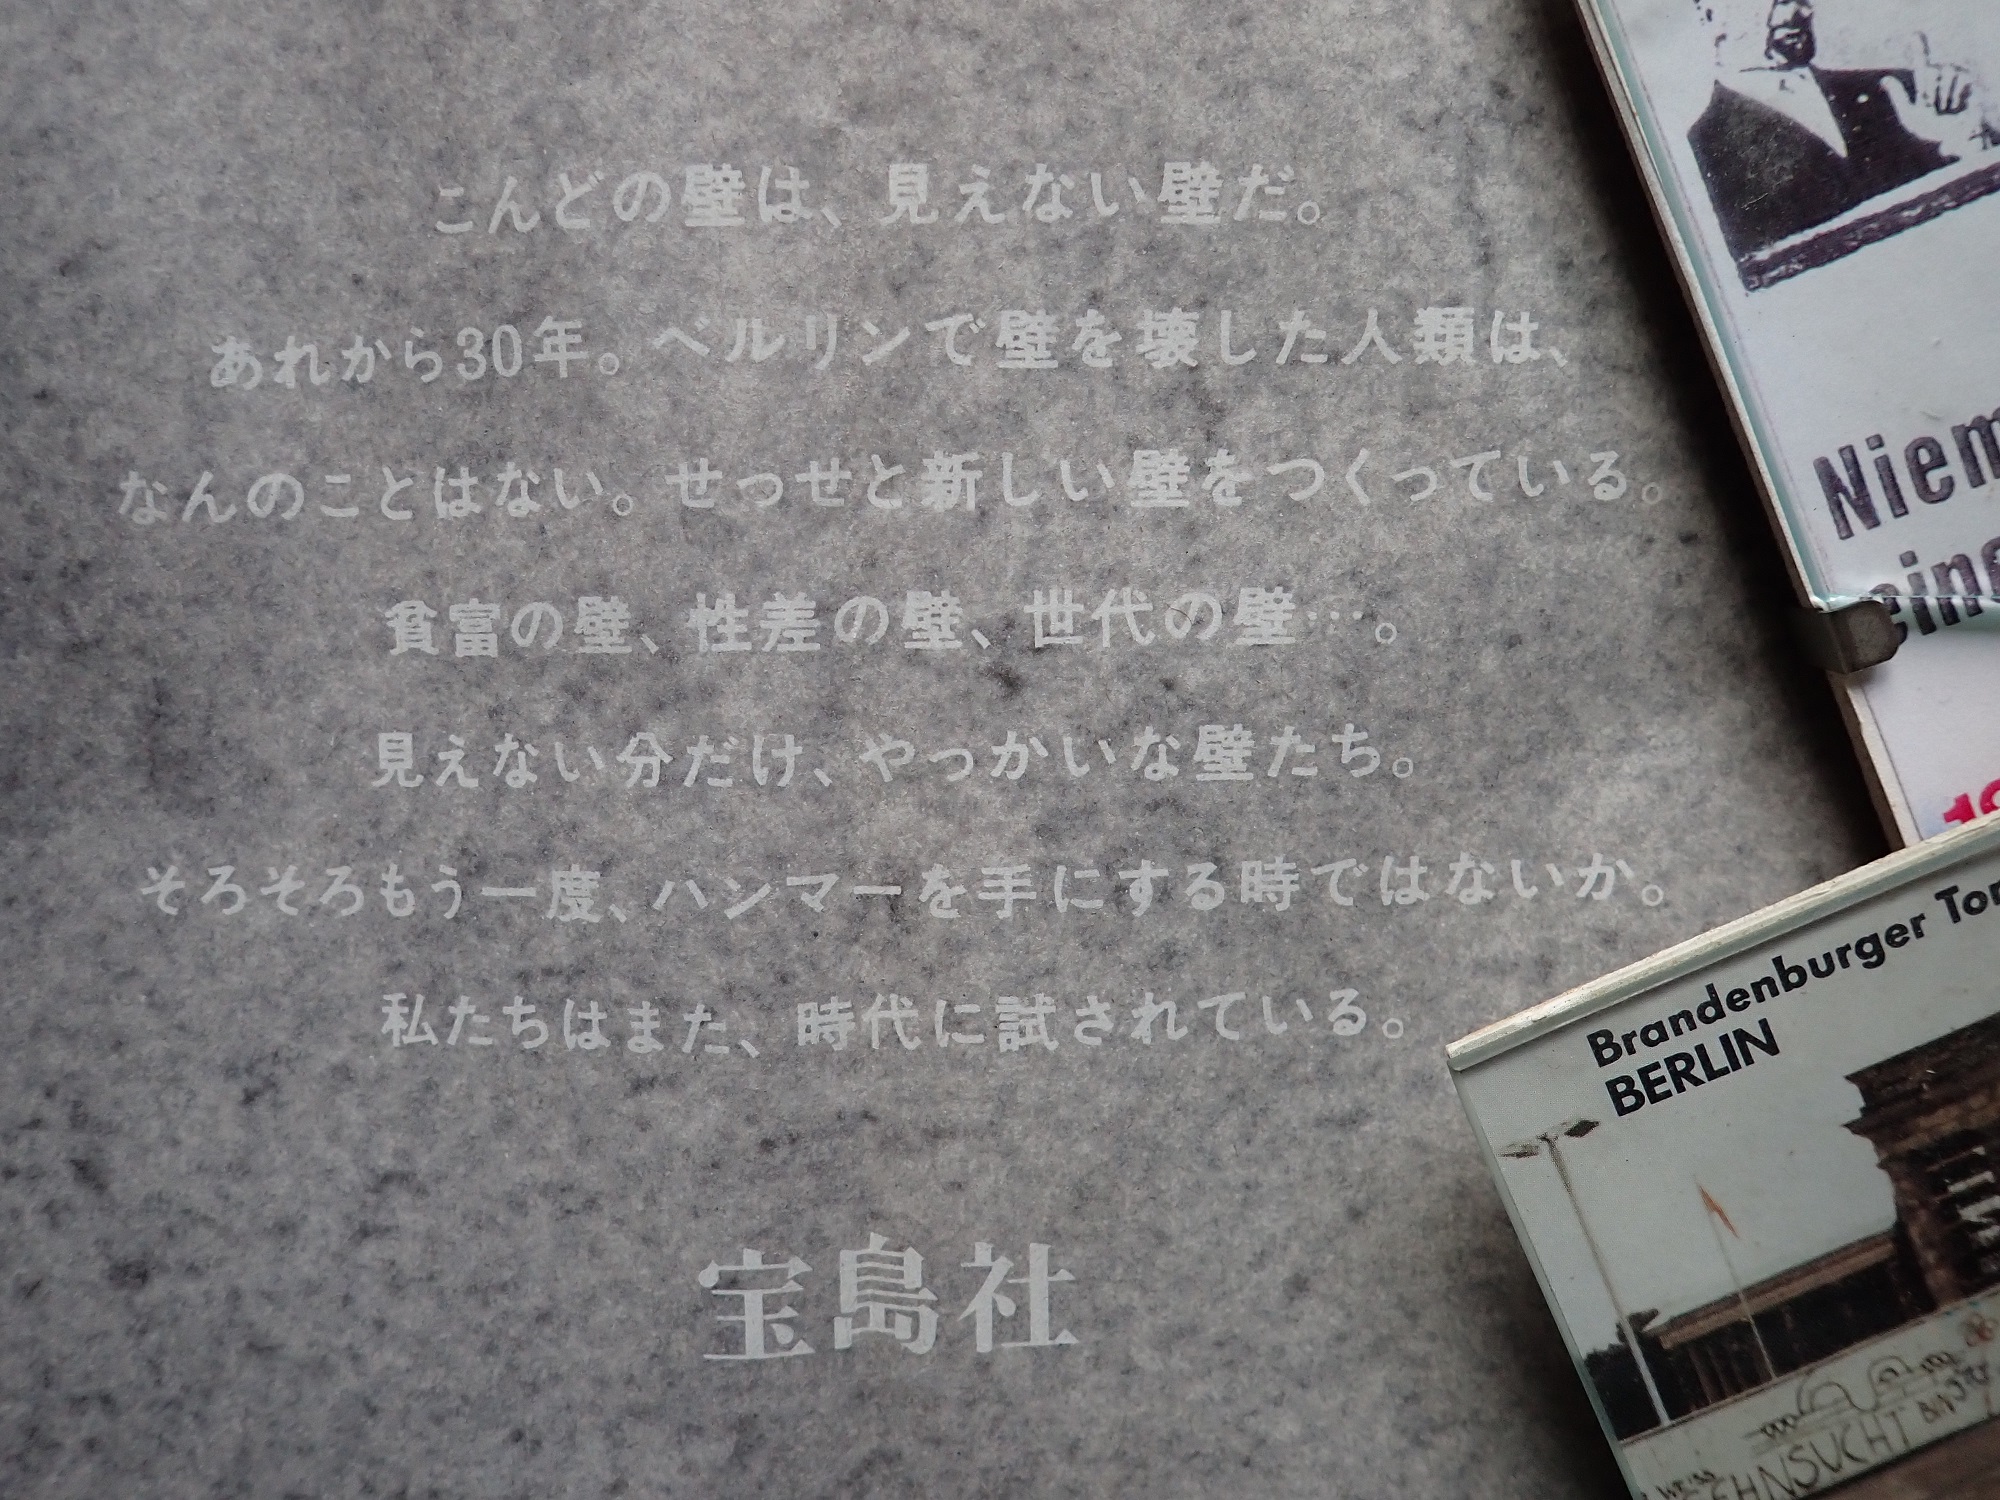 こんどの壁は、見えない壁だ。
あれから30年。ベルリンで壁を壊した人類は、
なんのことはない。せっせと新しい壁をつくっている。
貧富の壁、性差の壁、世代の壁…。
見えない分だけ、やっかいな壁たち。
そろそろもう一度、ハンマーを手にする時ではないか。
私たちはまた、時代に試されている。
宝島社
Niem
eine
19
Brandenburger Tor
BERLIN